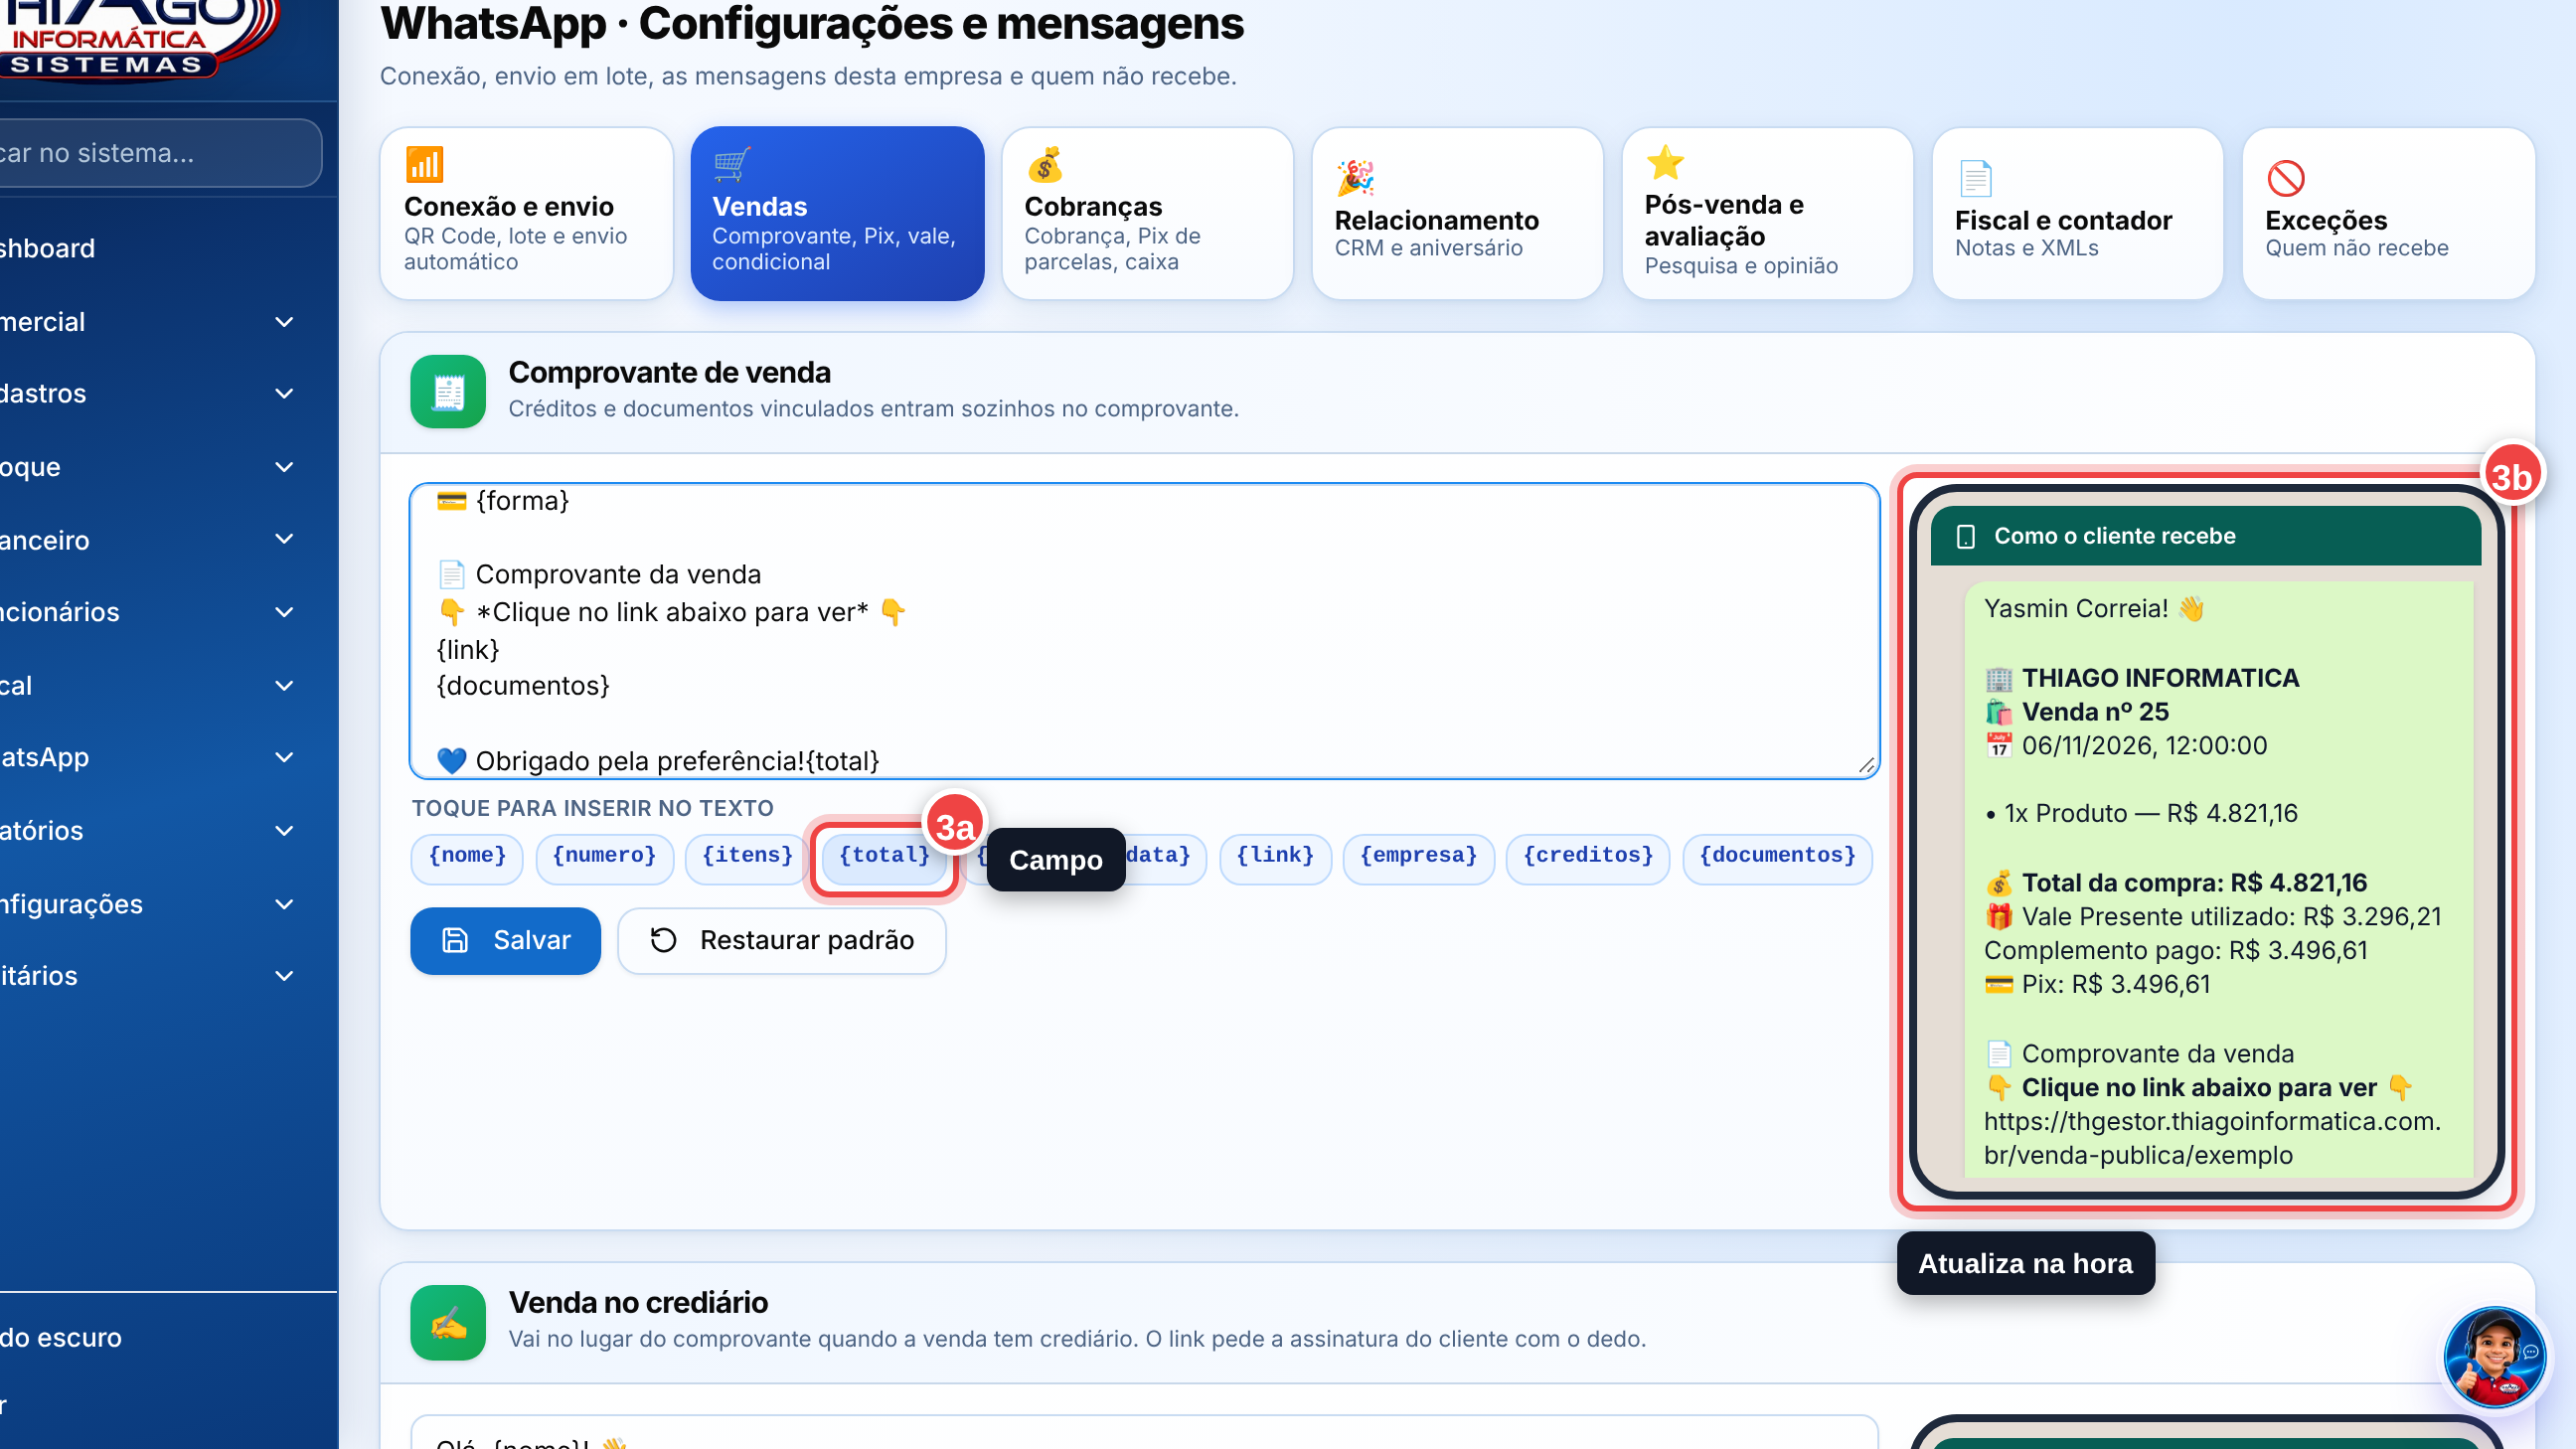 THIAGO
INFORMÁTICA
SISTEMAS
car no sistema...
shboard
mercial
dastros
oque
anceiro
ncionários
cal
atsApp
atórios
nfigurações
itários
do escuro
r
WhatsApp · Configurações e mensagens
Conexão, envio em lote, as mensagens desta empresa e quem não recebe.
Conexão e envio
QR Code, lote e envio
automático
Vendas
Comprovante, Pix, vale,
condicional
Cobranças
Cobrança, Pix de
parcelas, caixa
Relacionamento
CRM e aniversário
Pós-venda e
avaliação
Pesquisa e opinião
Fiscal e contador
Notas e XMLs
Exceções
Quem não recebe
Comprovante de venda
Créditos e documentos vinculados entram sozinhos no comprovante.
💳 {forma}
📄 Comprovante da venda
👇 *Clique no link abaixo para ver* 👇
{link}
{documentos}
💙 Obrigado pela preferência!{total}
TOQUE PARA INSERIR NO TEXTO
{nome} {numero} {itens} {total} { data} {link} {empresa} {creditos} {documentos}
3a
Campo
Salvar
Restaurar padrão
3b
Como o cliente recebe
Yasmin Correia! 👋
🏢 THIAGO INFORMATICA
🛍️ Venda nº 25
📅 06/11/2026, 12:00:00
• 1x Produto — R$ 4.821,16
💰 Total da compra: R$ 4.821,16
🎁 Vale Presente utilizado: R$ 3.296,21
Complemento pago: R$ 3.496,61
💳 Pix: R$ 3.496,61
📄 Comprovante da venda
👇 Clique no link abaixo para ver 👇
https://thgestor.thiagoinformatica.com.
br/venda-publica/exemplo
Atualiza na hora
Venda no crediário
Vai no lugar do comprovante quando a venda tem crediário. O link pede a assinatura do cliente com o dedo.
Olá, {nome}! 👋